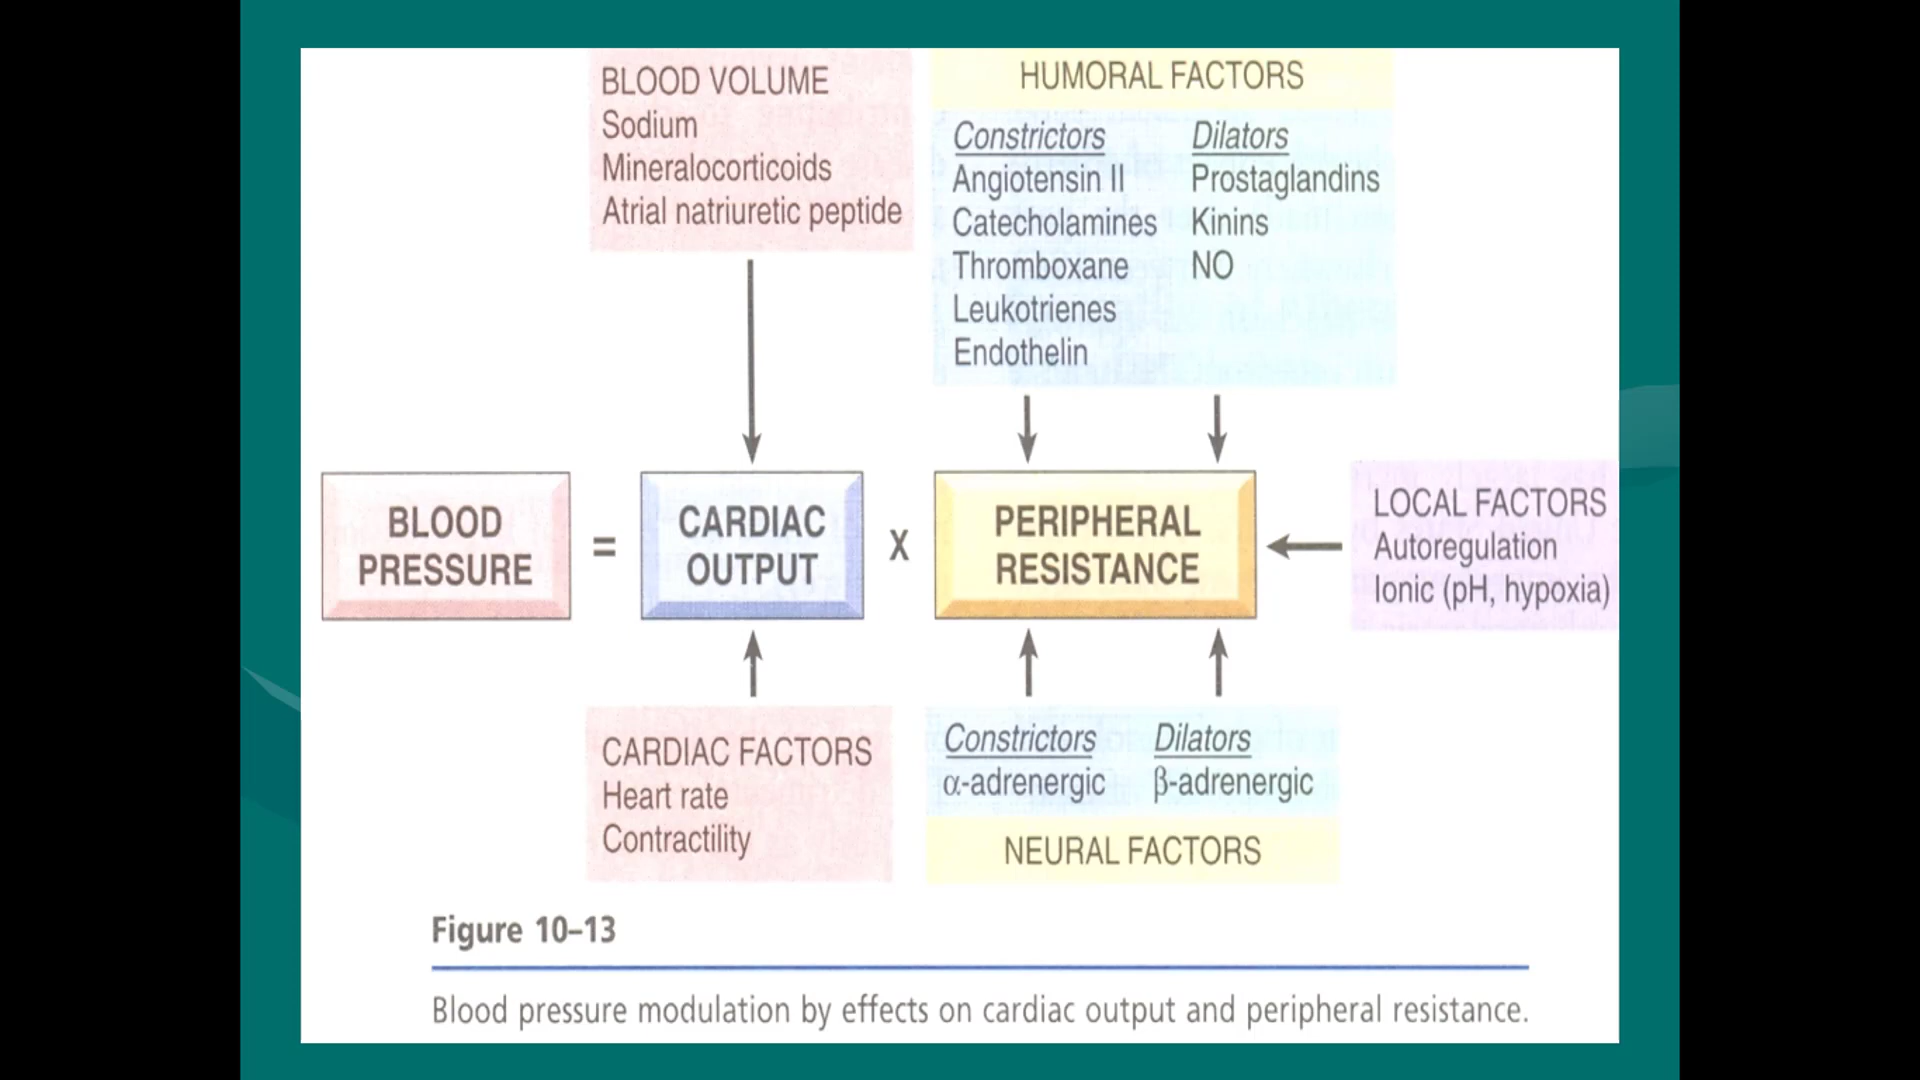 BLOOD VOLUME
Sodium
Mineralocorticoids
Atrial natriuretic peptide
HUMORAL FACTORS
Constrictors
Angiotensin II
Catecholamines
Thromboxane
Leukotrienes
Endothelin
Dilators
Prostaglandins
Kinins
NO
BLOOD
PRESSURE
=
CARDIAC
OUTPUT
X
PERIPHERAL
RESISTANCE
LOCAL FACTORS
Autoregulation
Ionic (pH, hypoxia)
CARDIAC FACTORS
Heart rate
Contractility
Constrictors
α-adrenergic
Dilators
β-adrenergic
NEURAL FACTORS
Figure 10–13
Blood pressure modulation by effects on cardiac output and peripheral resistance.